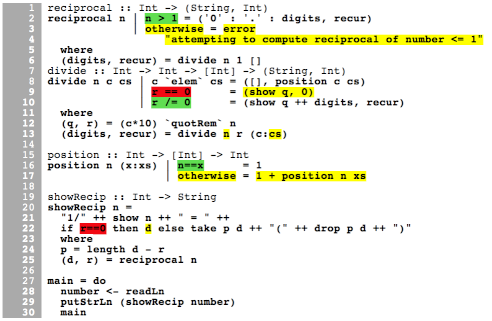 1 reciprocal :: Int -> (String, Int)
2 reciprocal n | n > 1 = ('0' : '.' : digits, recur)
3 | otherwise = error
4 "attempting to compute reciprocal of number <= 1"
5 where
6 (digits, recur) = divide n 1 []
7 divide :: Int -> Int -> [Int] -> (String, Int)
8 divide n c cs | c `elem` cs = ([], position c cs)
9 | r == 0 = (show q, 0)
10 | r /= 0 = (show q ++ digits, recur)
11 where
12 (q, r) = (c*10) `quotRem` n
13 (digits, recur) = divide n r (c:cs)
14
15 position :: Int -> [Int] -> Int
16 position n (x:xs) | n==x = 1
17 | otherwise = 1 + position n xs
18
19 showRecip :: Int -> String
20 showRecip n =
21 "1/" ++ show n ++ " = " ++
22 if r==0 then d else take p d ++ "(" ++ drop p d ++ ")"
23 where
24 p = length d - r
25 (d, r) = reciprocal n
26
27 main = do
28 number <- readLn
29 putStrLn (showRecip number)
30 main